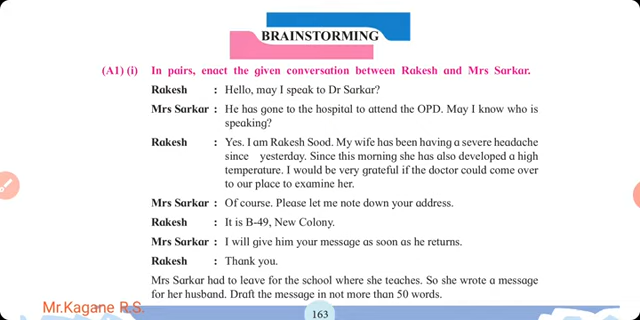 BRAINSTORMING
(A1) (i) In pairs, enact the given conversation between Rakesh and Mrs Sarkar.
Rakesh : Hello, may I speak to Dr Sarkar?
Mrs Sarkar : He has gone to the hospital to attend the OPD. May I know who is
speaking?
Rakesh : Yes. I am Rakesh Sood. My wife has been having a severe headache
since yesterday. Since this morning she has also developed a high
temperature. I would be very grateful if the doctor could come over
to our place to examine her.
Mrs Sarkar : Of course. Please let me note down your address.
Rakesh : It is B-49, New Colony.
Mrs Sarkar : I will give him your message as soon as he returns.
Rakesh : Thank you.
Mrs Sarkar had to leave for the school where she teaches. So she wrote a message
for her husband. Draft the message in not more than 50 words.
Mr.Kagane R.S.
163